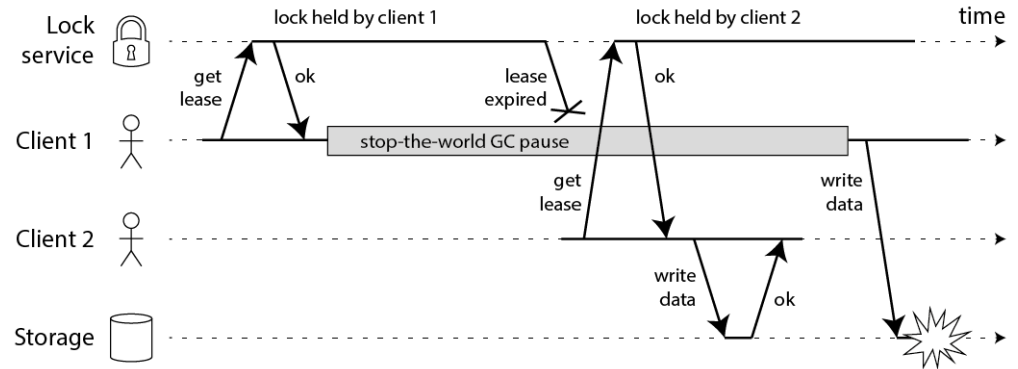 lock held by client 1
lock held by client 2
time
Lock
service
get
lease
ok
lease
expired
ok
Client 1
stop-the-world GC pause
get
lease
write
data
Client 2
write
data
ok
Storage